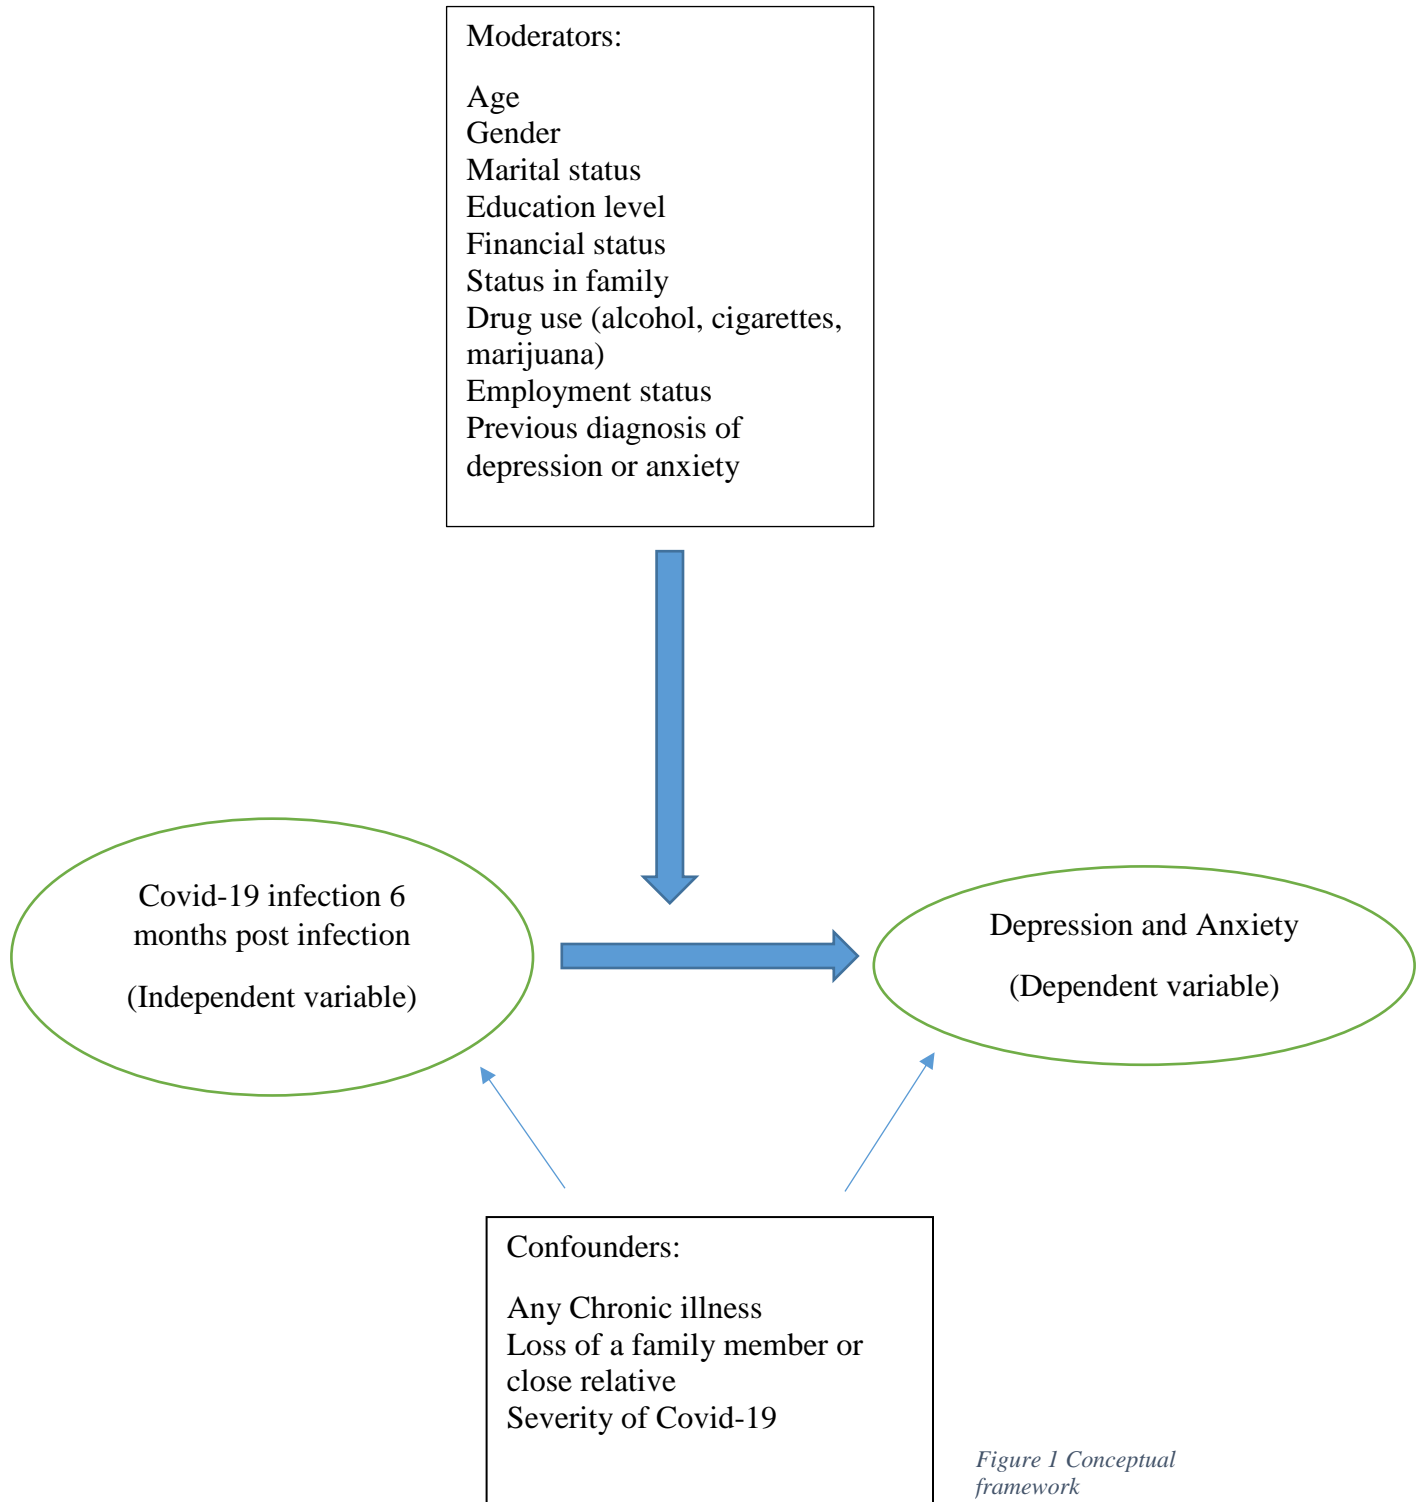 Moderators:
Age
Gender
Marital status
Education level
Financial status
Status in family
Drug use (alcohol, cigarettes,
marijuana)
Employment status
Previous diagnosis of
depression or anxiety
Covid-19 infection 6
months post infection
(Independent variable)
Depression and Anxiety
(Dependent variable)
Confounders:
Any Chronic illness
Loss of a family member or
close relative
Severity of Covid-19
Figure 1 Conceptual
framework